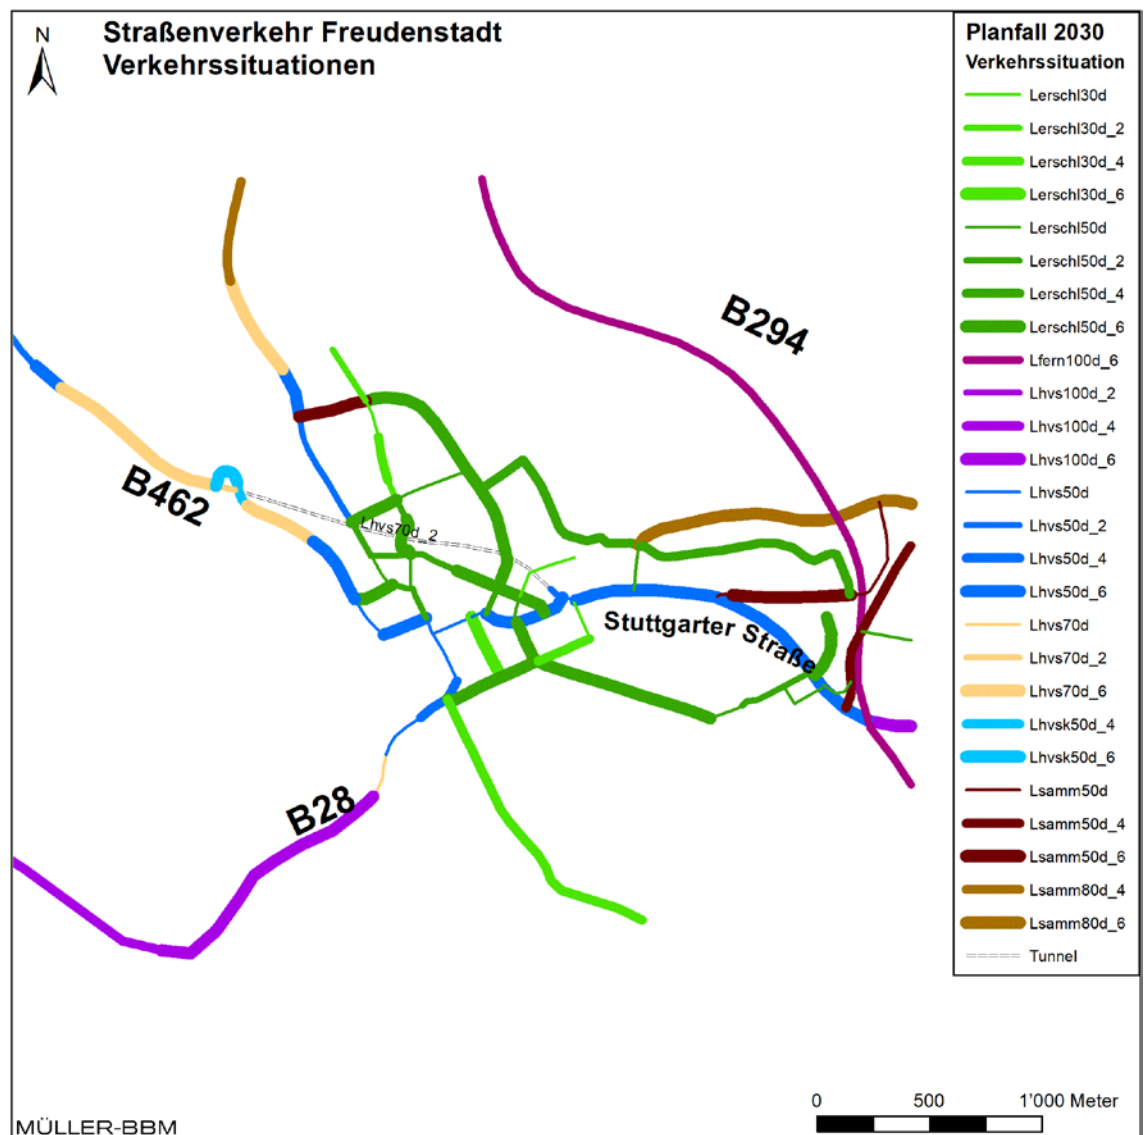 N
Straßenverkehr Freudenstadt
Verkehrssituationen
B294
B462
Lhvs70d_2
Stuttgarter Straße
B28
Planfall 2030
Verkehrssituation
Lerschl30d
Lerschl30d_2
Lerschl30d_4
Lerschl30d_6
Lerschl50d
Lerschl50d_2
Lerschl50d_4
Lerschl50d_6
Lfern100d_6
Lhvs100d_2
Lhvs100d_4
Lhvs100d_6
Lhvs50d
Lhvs50d_2
Lhvs50d_4
Lhvs50d_6
Lhvs70d
Lhvs70d_2
Lhvs70d_6
Lhvsk50d_4
Lhvsk50d_6
Lsamm50d
Lsamm50d_4
Lsamm50d_6
Lsamm80d_4
Lsamm80d_6
Tunnel
0 500 1'000 Meter
MÜLLER-BBM